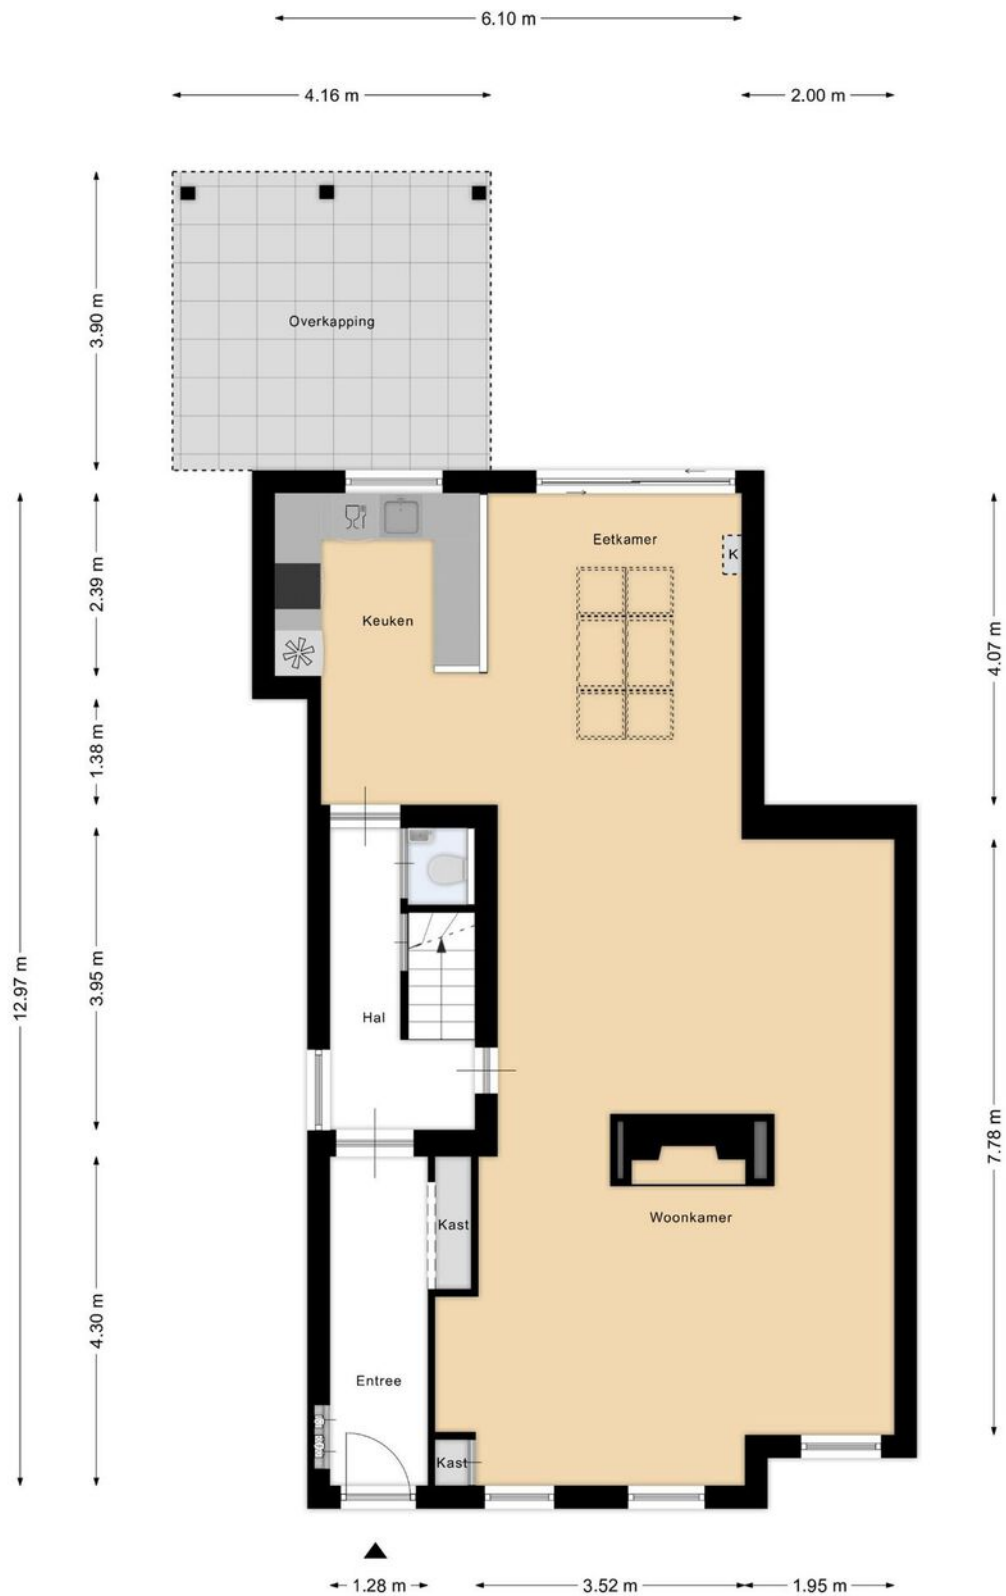 6.10 m
4.16 m
2.00 m
3.90 m
Overkapping
Eetkamer
K
2.39 m
Keuken
4.07 m
1.38 m
12.97 m
3.95 m
Hal
7.78 m
Kast
Woonkamer
4.30 m
Entree
Kast
1.28 m
3.52 m
1.95 m